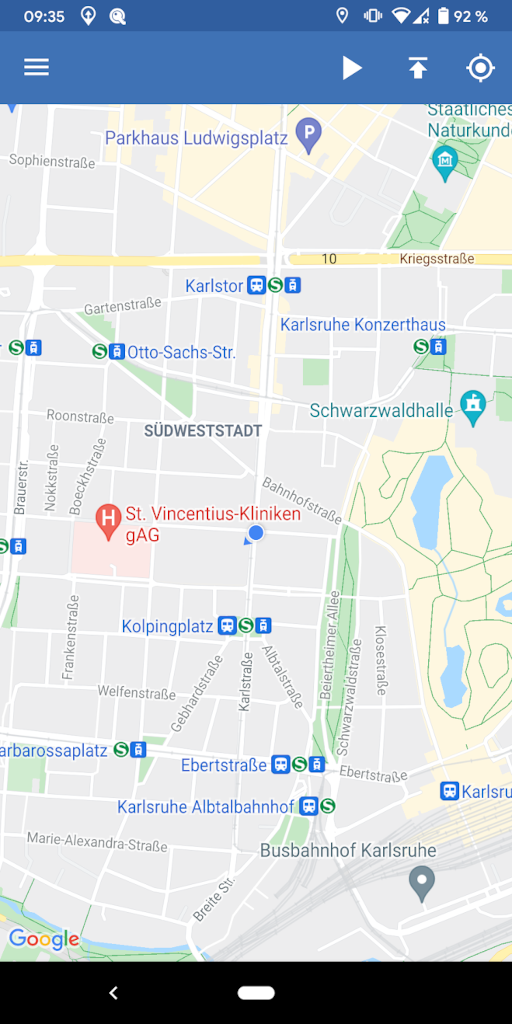 09:35
92 %
Staatliches
Naturkund
Parkhaus Ludwigsplatz
P
Sophienstraße
10
Kriegsstraße
Karlstor S
Gartenstraße
Karlsruhe Konzerthaus
S
r S
S Otto-Sachs-Str.
Schwarzwaldhalle
Roonstraße
SÜDWESTSTADT
Brauerstr.
Nokkstraße
Boeckhstraße
Bahnhofstraße
H
St. Vincentius-Kliniken
gAG
S
Kolpingplatz S
Frankenstraße
Gebhardstraße
Karlstraße
Albtalstraße
Beiertheimer Allee
Schwarzwaldstraße
Klosestraße
Welfenstraße
arbarossaplatz S
Ebertstraße S
Ebertstraße
Karlsru
Karlsruhe Albtalbahnhof S
Marie-Alexandra-Straße
Busbahnhof Karlsruhe
Breite Str.
Google